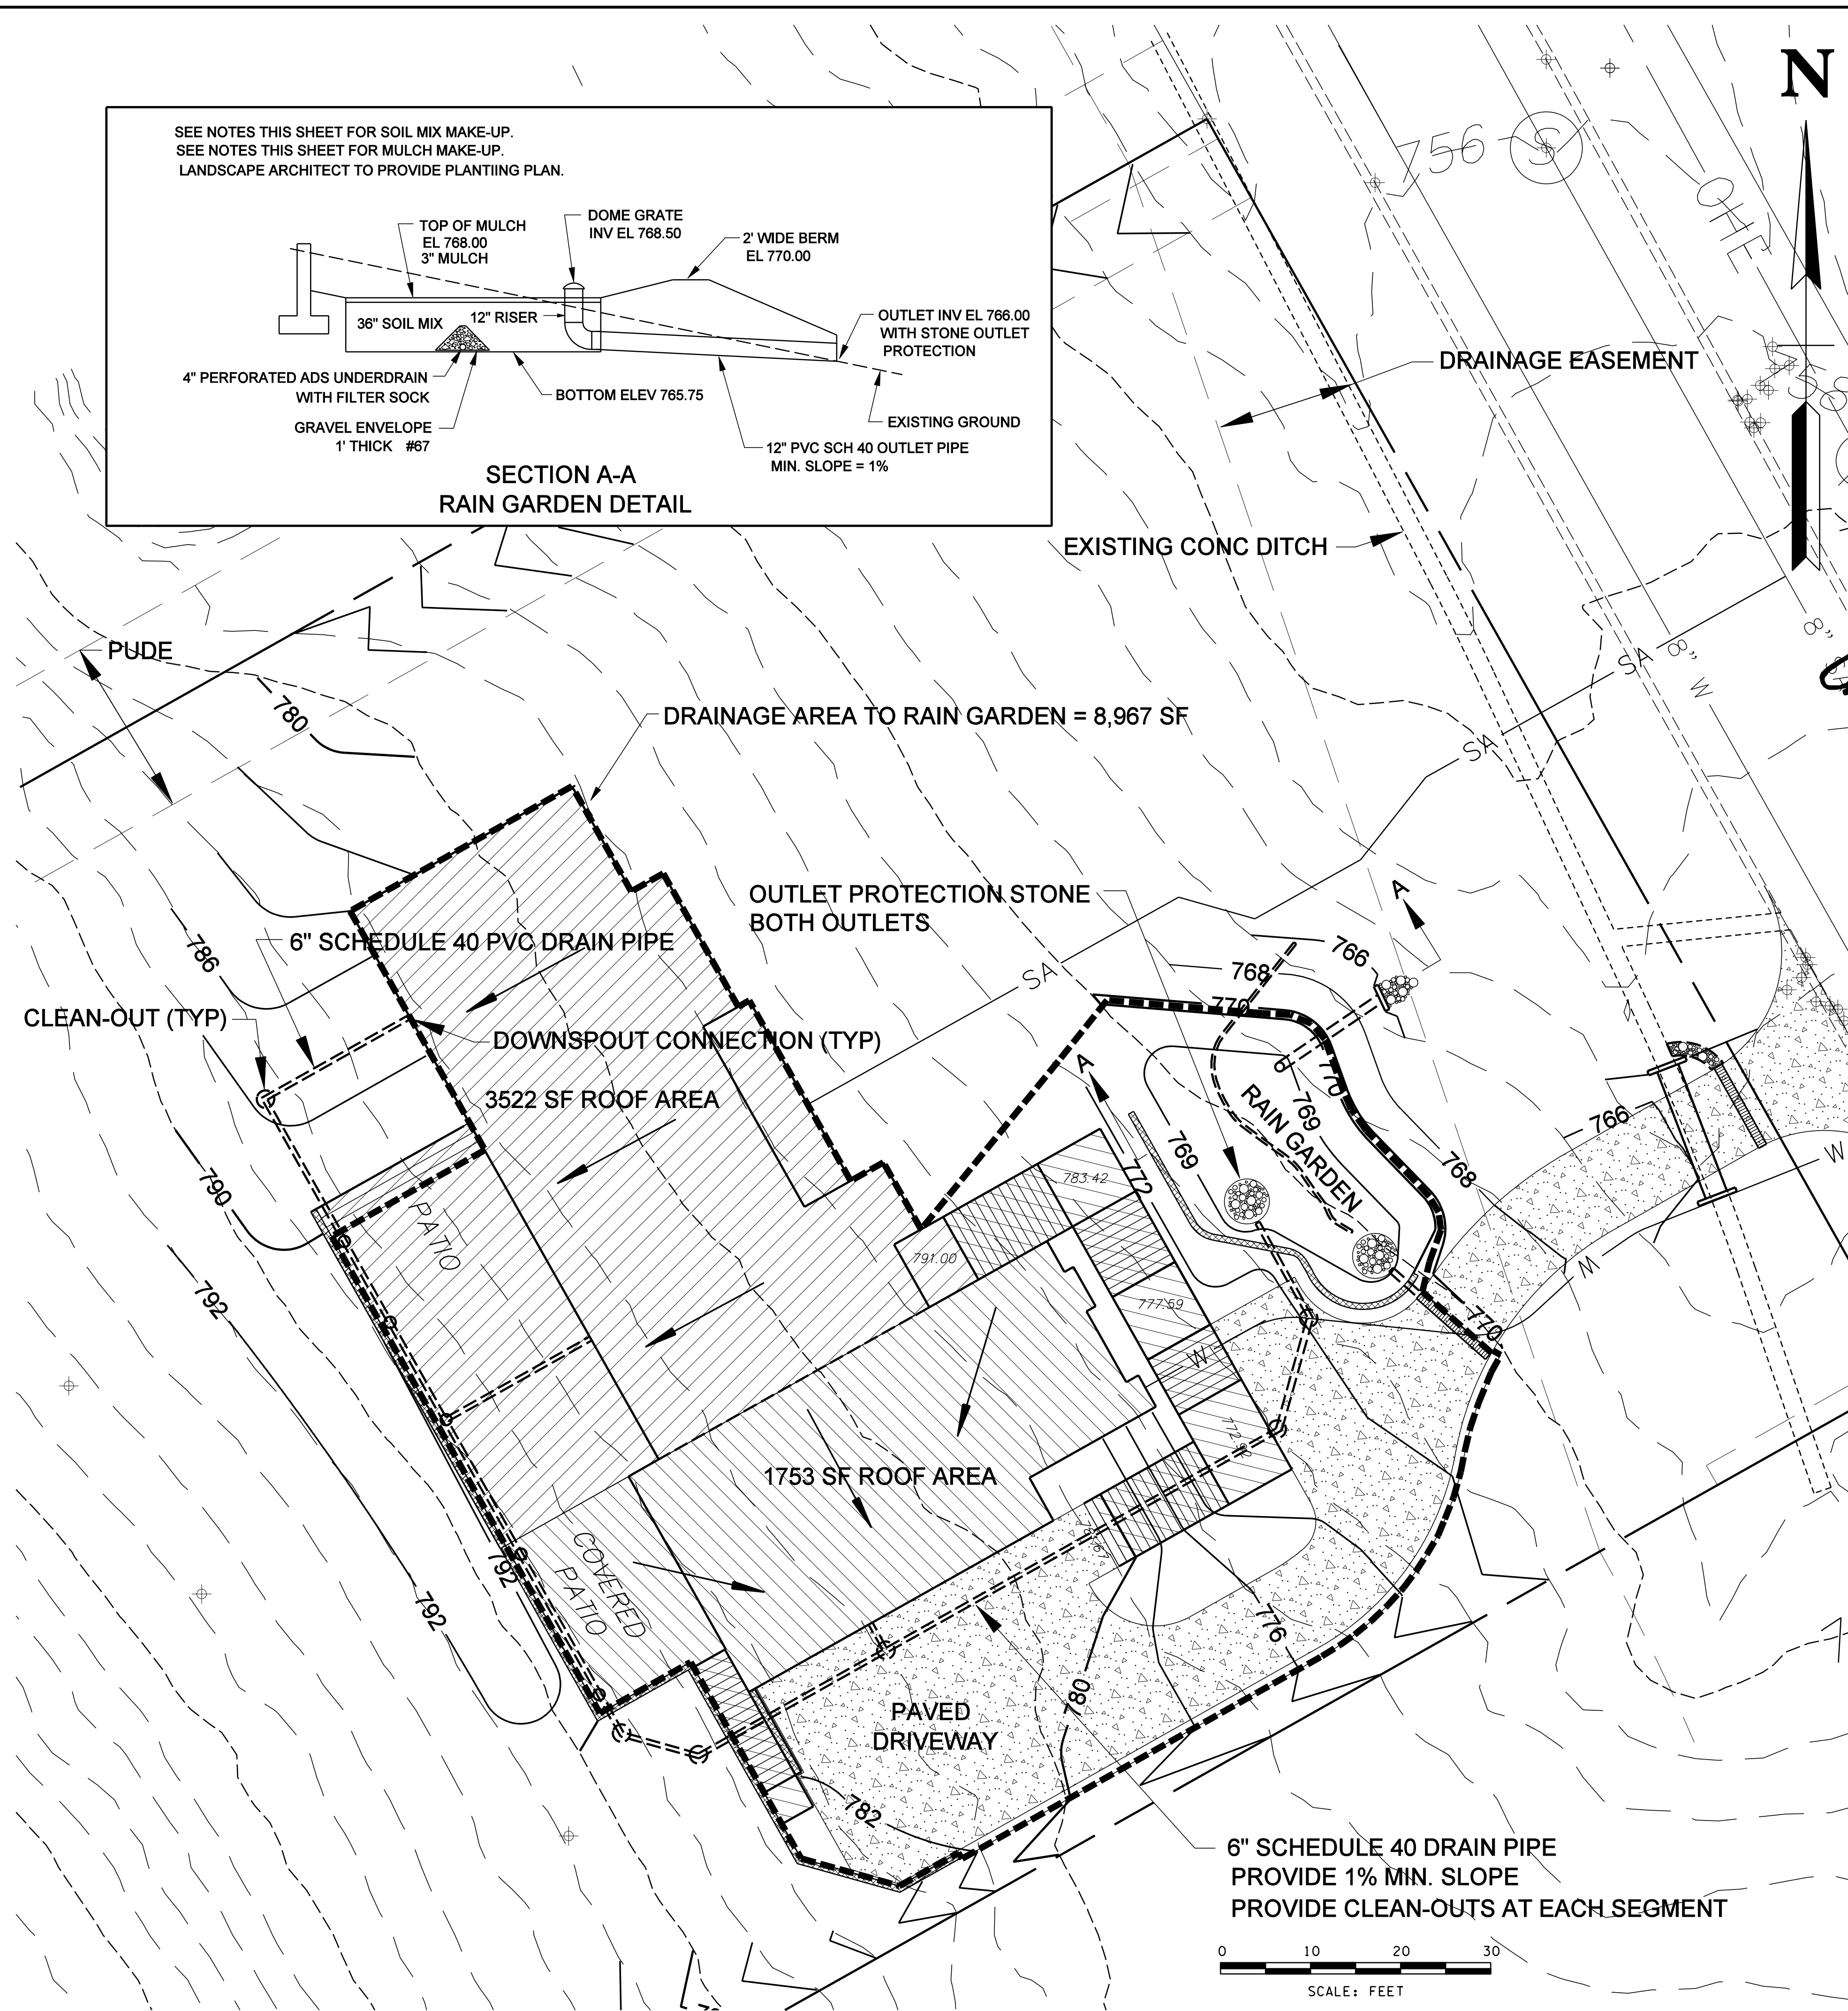 N
SEE NOTES THIS SHEET FOR SOIL MIX MAKE-UP.
SEE NOTES THIS SHEET FOR MULCH MAKE-UP.
LANDSCAPE ARCHITECT TO PROVIDE PLANTIING PLAN.
TOP OF MULCH
EL 768.00
3" MULCH
DOME GRATE
INV EL 768.50
2' WIDE BERM
EL 770.00
36" SOIL MIX
12" RISER
OUTLET INV EL 766.00
WITH STONE OUTLET
PROTECTION
4" PERFORATED ADS UNDERDRAIN
WITH FILTER SOCK
BOTTOM ELEV 765.75
EXISTING GROUND
GRAVEL ENVELOPE
1' THICK #67
12" PVC SCH 40 OUTLET PIPE
MIN. SLOPE = 1%
SECTION A-A
RAIN GARDEN DETAIL
756
S
OHE
DRAINAGE EASEMENT
758
EXISTING CONC DITCH
8"
8"
W
SA
SA
SA
PUDE
780
DRAINAGE AREA TO RAIN GARDEN = 8,967 SF
OUTLET PROTECTION STONE
BOTH OUTLETS
A
766
768
770
786
6" SCHEDULE 40 PVC DRAIN PIPE
CLEAN-OUT (TYP)
DOWNSPOUT CONNECTION (TYP)
3522 SF ROOF AREA
A
770
RAIN GARDEN
769
769
772
768
766
W
783.42
790
PATIO
791.00
777.59
W
792
770
W
772.50
1753 SF ROOF AREA
792
COVERED
PATIO
792
776
780
PAVED
DRIVEWAY
782
6" SCHEDULE 40 DRAIN PIPE
PROVIDE 1% MIN. SLOPE
PROVIDE CLEAN-OUTS AT EACH SEGMENT
0 10 20 30
SCALE: FEET